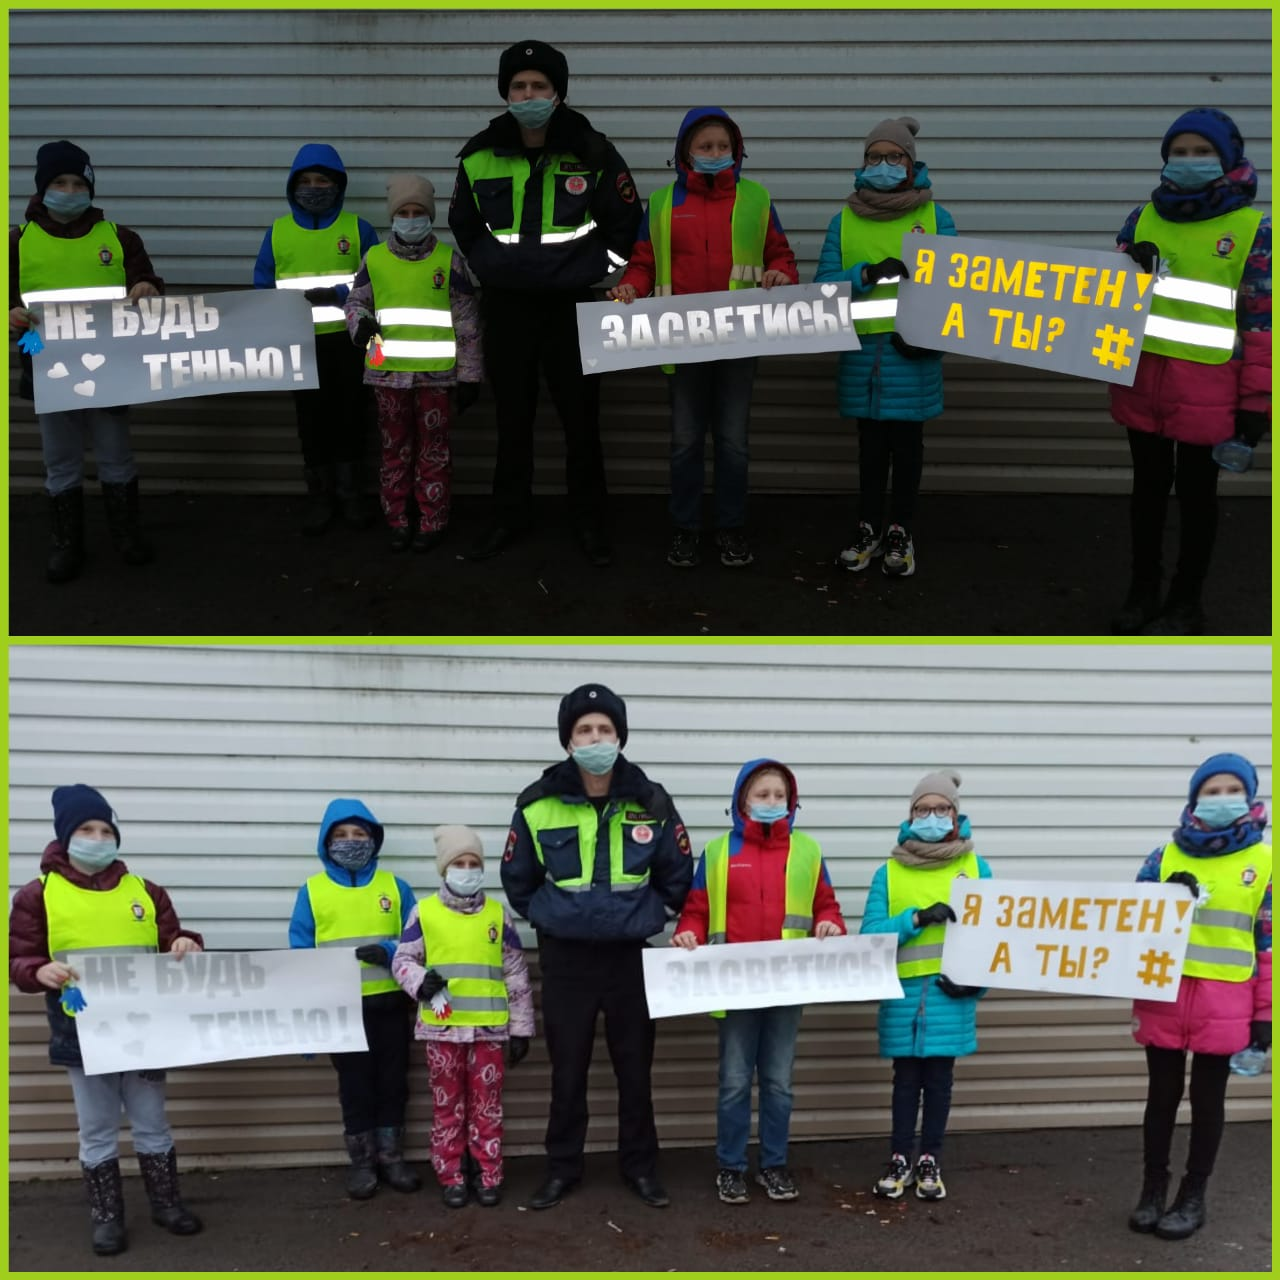 НЕ БУДЬ
ТЕНЬЮ!
ЗАСВЕТИСЬ!
Я ЗАМЕТЕН!
А ТЫ? #
НЕ БУДЬ
ТЕНЬЮ!
ЗАСВЕТИСЬ!
Я ЗАМЕТЕН!
А ТЫ? #